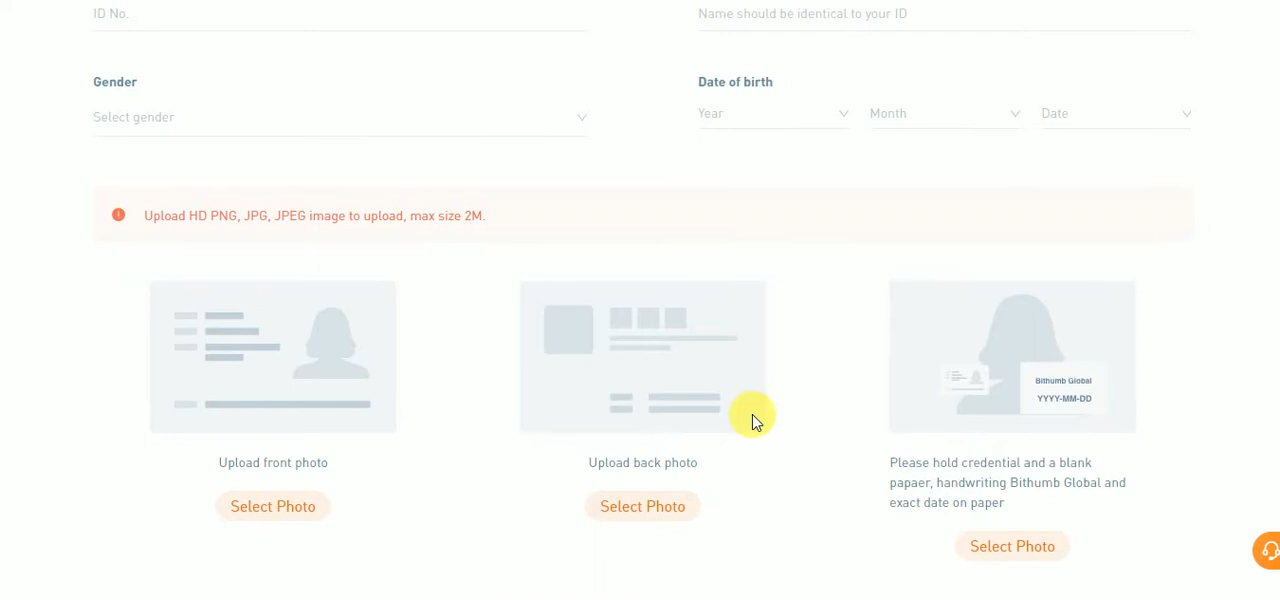 ID No.
Name should be identical to your ID
Gender
Date of birth
Select gender
Year
Month
Date
Upload HD PNG, JPG, JPEG image to upload, max size 2M.
Bithumb Global
YYYY-MM-DD
Upload front photo
Select Photo
Upload back photo
Select Photo
Please hold credential and a blank
papaer, handwriting Bithumb Global and
exact date on paper
Select Photo